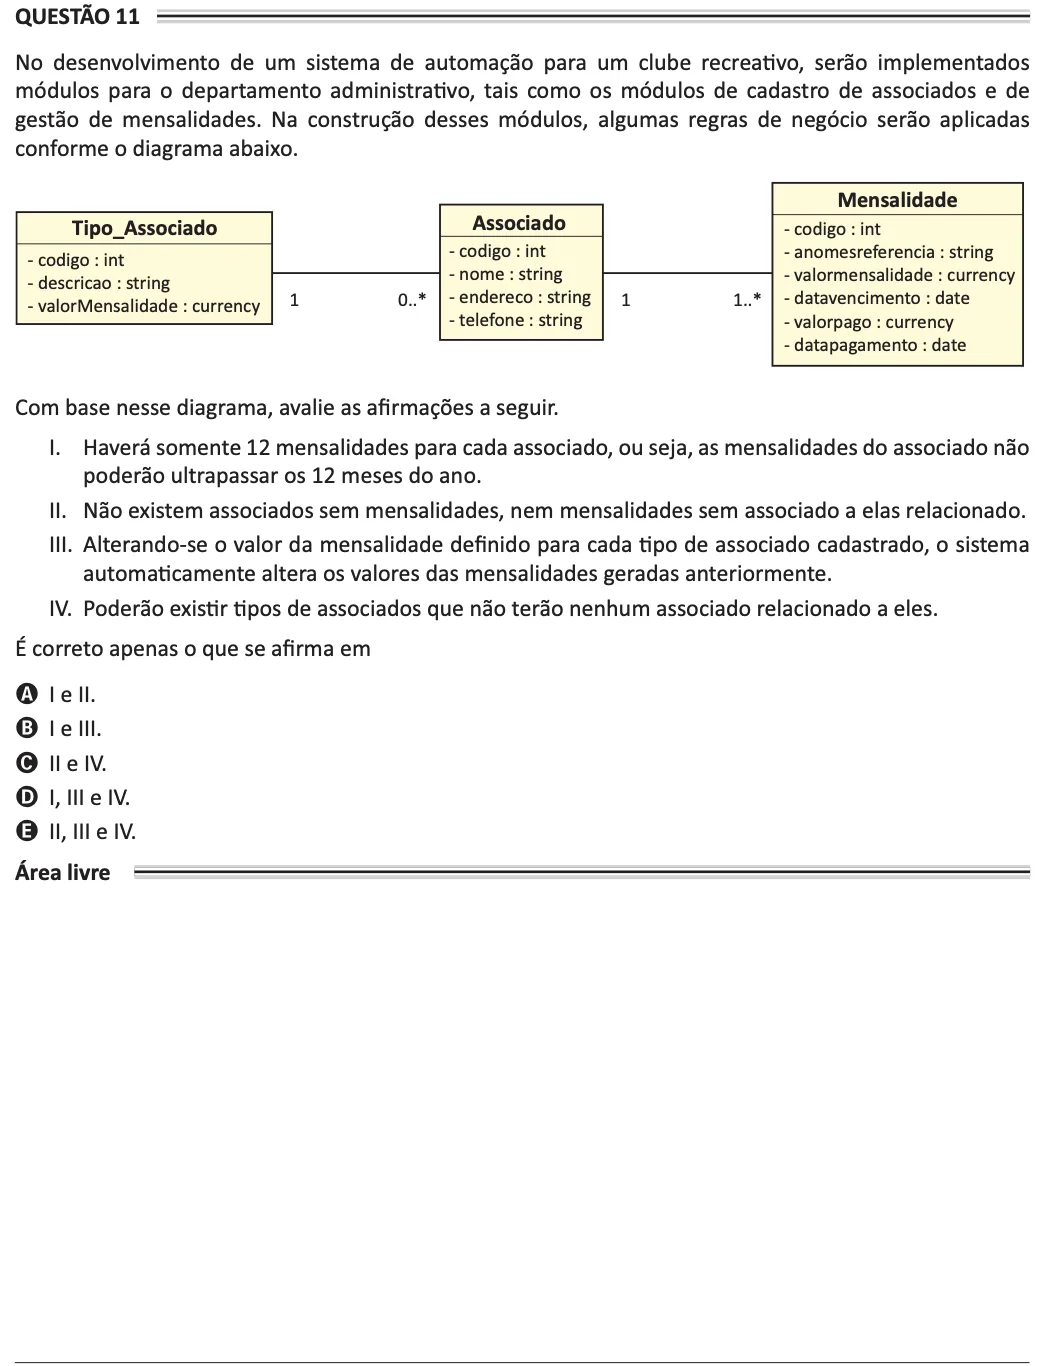 QUESTÃO 11
No desenvolvimento de um sistema de automação para um clube recreativo, serão implementados
módulos para o departamento administrativo, tais como os módulos de cadastro de associados e de
gestão de mensalidades. Na construção desses módulos, algumas regras de negócio serão aplicadas
conforme o diagrama abaixo.
Tipo_Associado
- codigo : int
- descricao : string
- valorMensalidade : currency
1
0..*
Associado
- codigo : int
- nome : string
- endereco : string
- telefone : string
1
1..*
Mensalidade
- codigo : int
- anomesreferencia : string
- valormensalidade : currency
- datavencimento : date
- valorpago : currency
- datapagamento : date
Com base nesse diagrama, avalie as afirmações a seguir.
I. Haverá somente 12 mensalidades para cada associado, ou seja, as mensalidades do associado não
poderão ultrapassar os 12 meses do ano.
II. Não existem associados sem mensalidades, nem mensalidades sem associado a elas relacionado.
III. Alterando-se o valor da mensalidade definido para cada tipo de associado cadastrado, o sistema
automaticamente altera os valores das mensalidades geradas anteriormente.
IV. Poderão existir tipos de associados que não terão nenhum associado relacionado a eles.
É correto apenas o que se afirma em
A I e II.
B I e III.
C II e IV.
D I, III e IV.
E II, III e IV.
Área livre